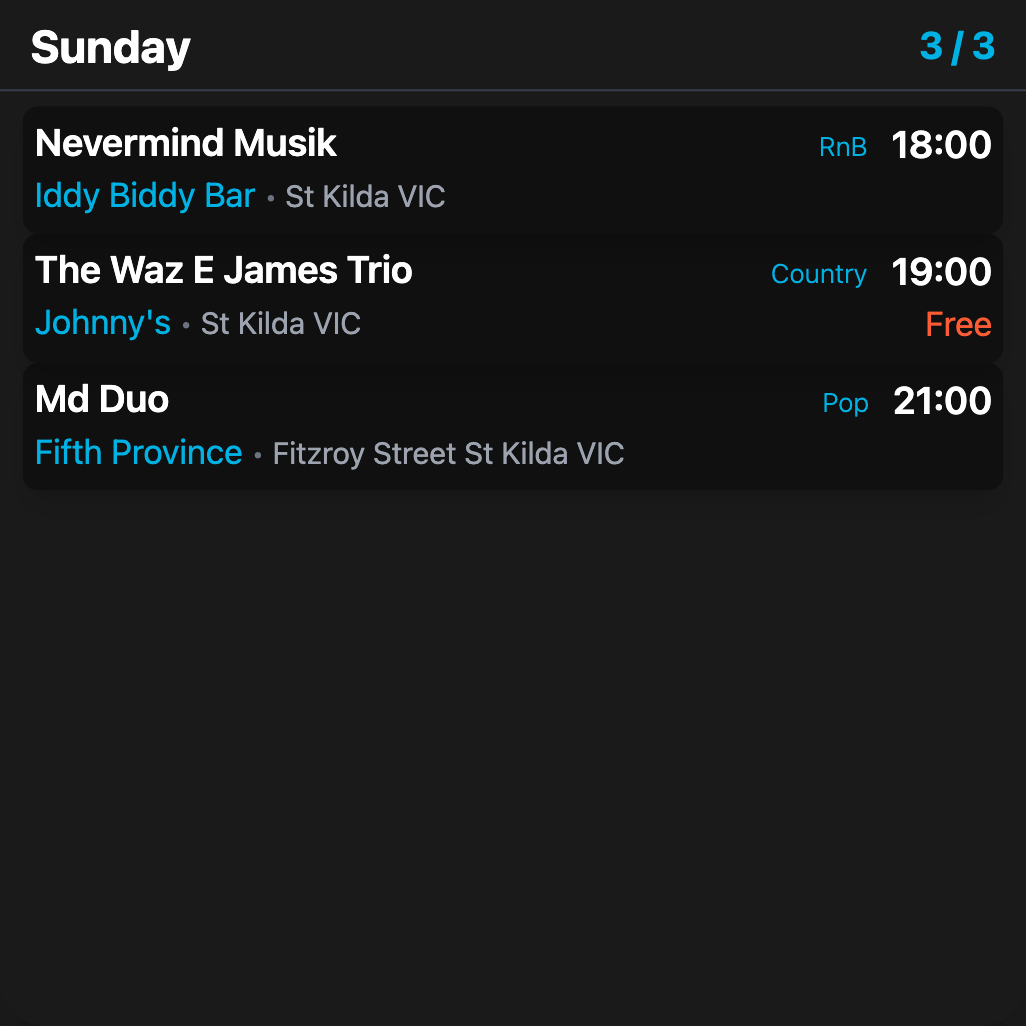 Sunday 3 / 3
Nevermind Musik RnB 18:00
Iddy Biddy Bar • St Kilda VIC
The Waz E James Trio Country 19:00
Johnny's • St Kilda VIC Free
Md Duo Pop 21:00
Fifth Province • Fitzroy Street St Kilda VIC